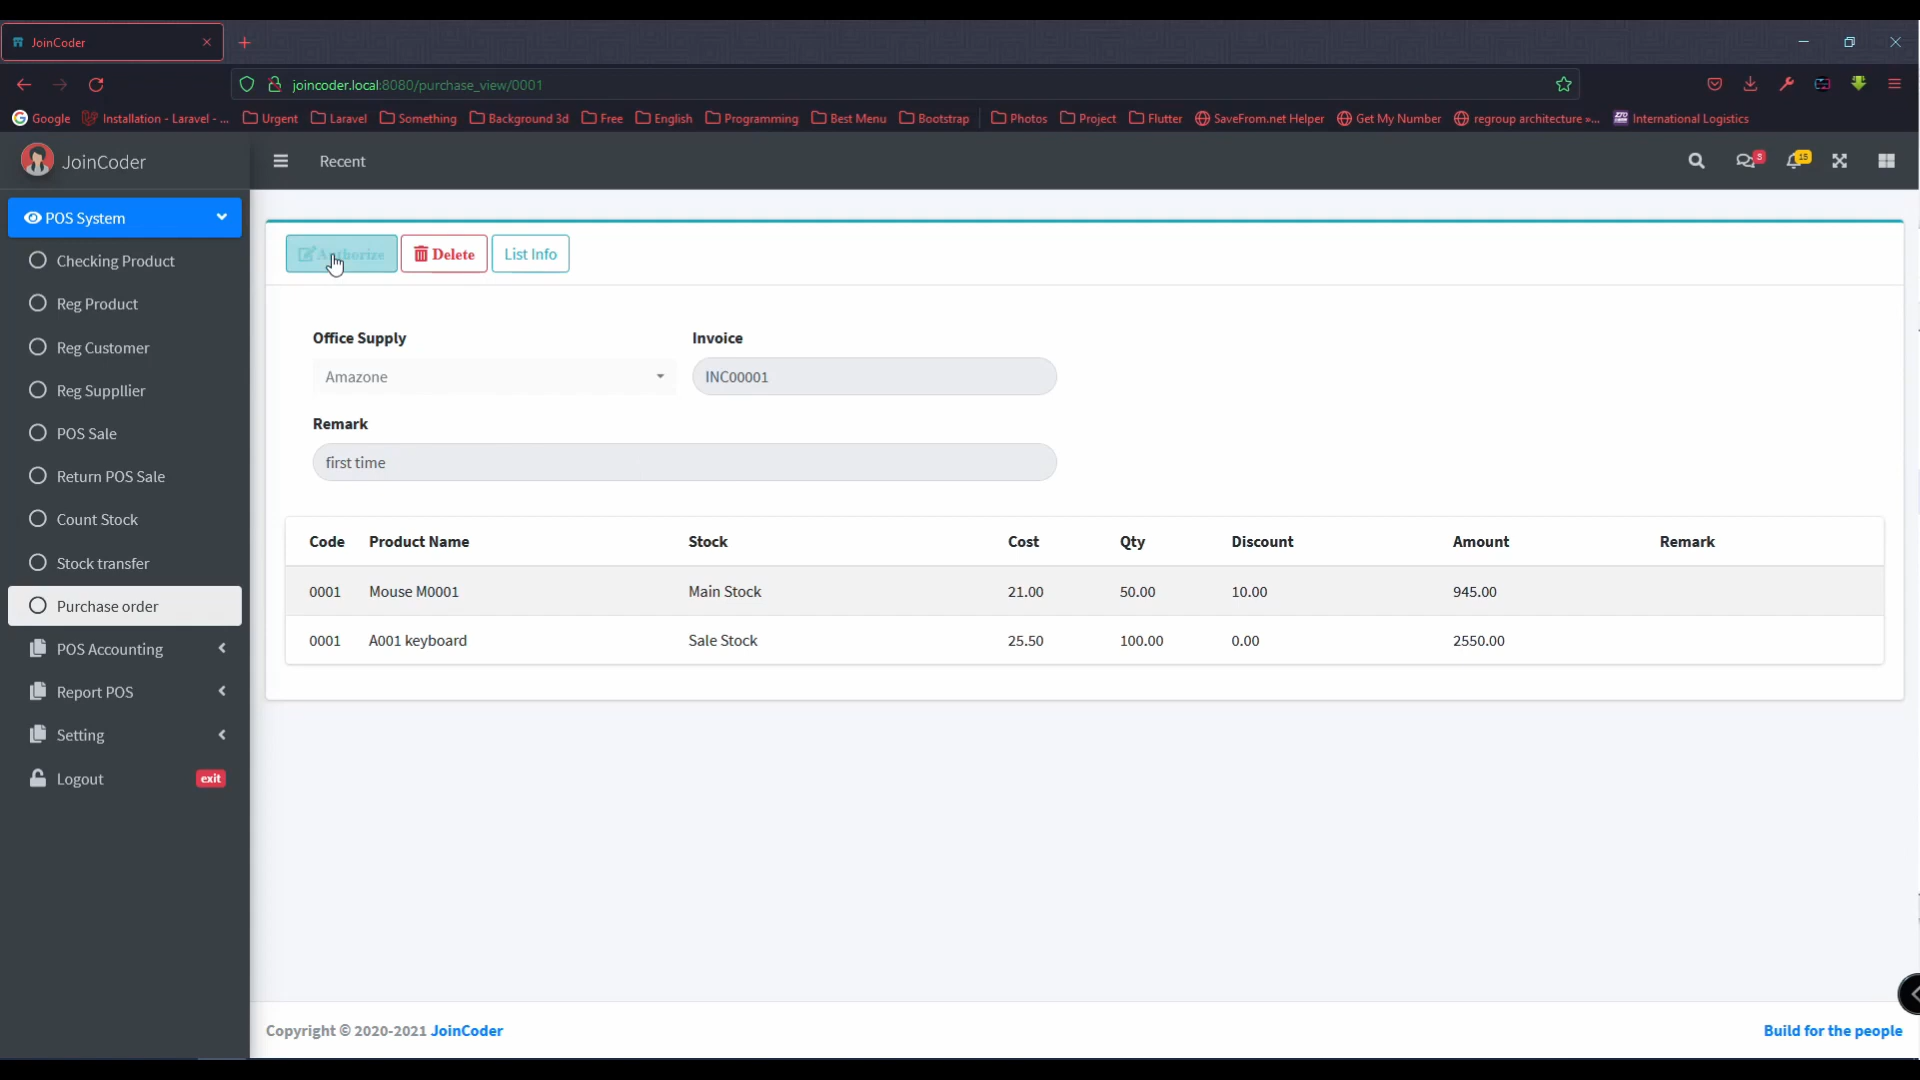 JoinCoder
joincoder.local:8080/purchase_view/0001
Google Installation - Laravel - ... Urgent Laravel Something Background 3d Free English Programming Best Menu Bootstrap Photos Project Flutter SaveFrom.net Helper Get My Number regroup architecture »... International Logistics
JoinCoder
Recent
3
15
POS System
Checking Product
Reg Product
Reg Customer
Reg Suppllier
POS Sale
Return POS Sale
Count Stock
Stock transfer
Purchase order
POS Accounting
Report POS
Setting
Logout exit
Authorize Delete List Info
Office Supply Invoice
Amazone INC00001
Remark
first time
Code Product Name Stock Cost Qty Discount Amount Remark
0001 Mouse M0001 Main Stock 21.00 50.00 10.00 945.00
0001 A001 keyboard Sale Stock 25.50 100.00 0.00 2550.00
Copyright © 2020-2021 JoinCoder
Build for the people